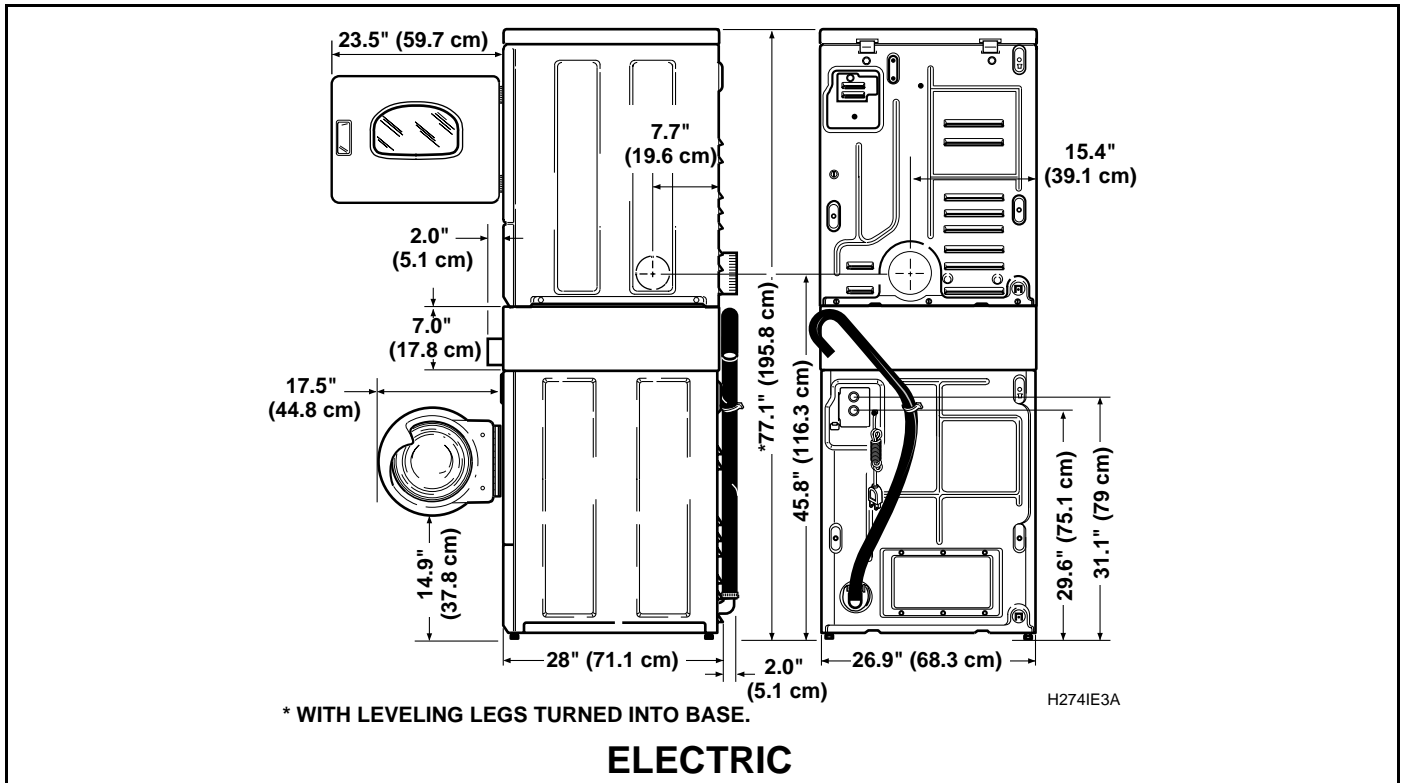 23.5" (59.7 cm)
7.7"
(19.6 cm)
15.4"
(39.1 cm)
2.0"
(5.1 cm)
7.0"
(17.8 cm)
17.5"
(44.8 cm)
14.9"
(37.8 cm)
*77.1" (195.8 cm)
45.8" (116.3 cm)
29.6" (75.1 cm)
31.1" (79 cm)
28" (71.1 cm)
2.0"
(5.1 cm)
26.9" (68.3 cm)
H274IE3A
* WITH LEVELING LEGS TURNED INTO BASE.
ELECTRIC